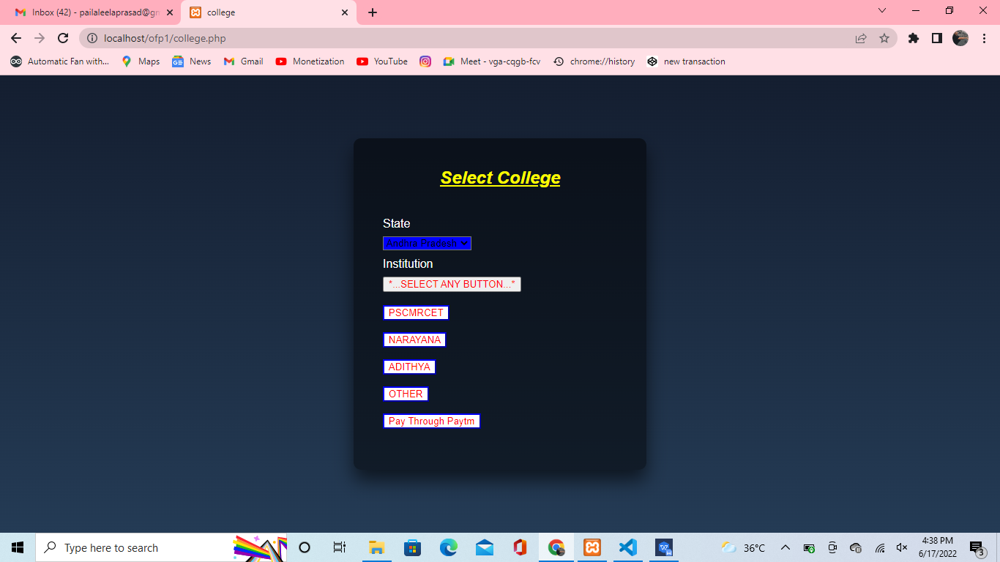 Inbox (42) - pailaleelaprasad@gm
college
localhost/ofp1/college.php
Automatic Fan with...
Maps
News
Gmail
Monetization
YouTube
Meet - vga-cqgb-fcv
chrome://history
new transaction
Select College
State
Andhra Pradesh
Institution
*...SELECT ANY BUTTON...*
PSCMRCET
NARAYANA
ADITHYA
OTHER
Pay Through Paytm
Type here to search
36°C
4:38 PM
6/17/2022
3